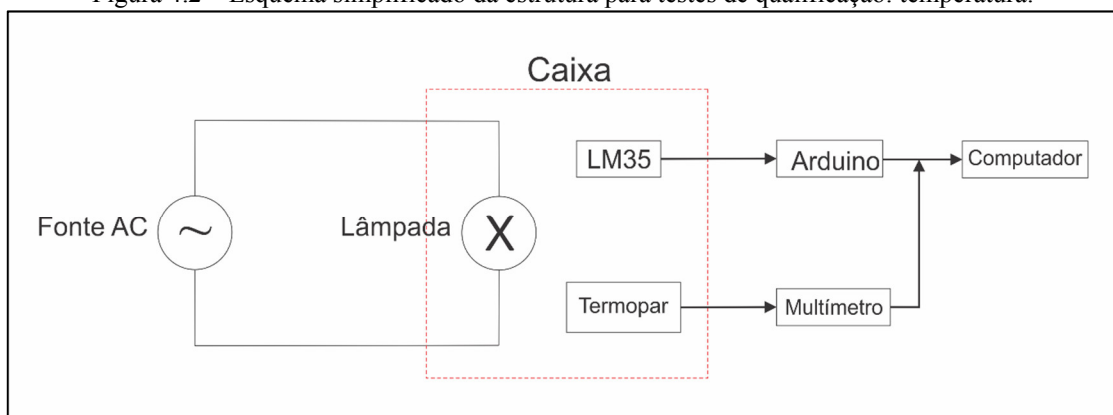 Figura 4.2 – Esquema simplificado da estrutura para testes de qualificação: temperatura.
Caixa
LM35
Arduino
Computador
Fonte AC
~
Lâmpada
X
Termopar
Multímetro